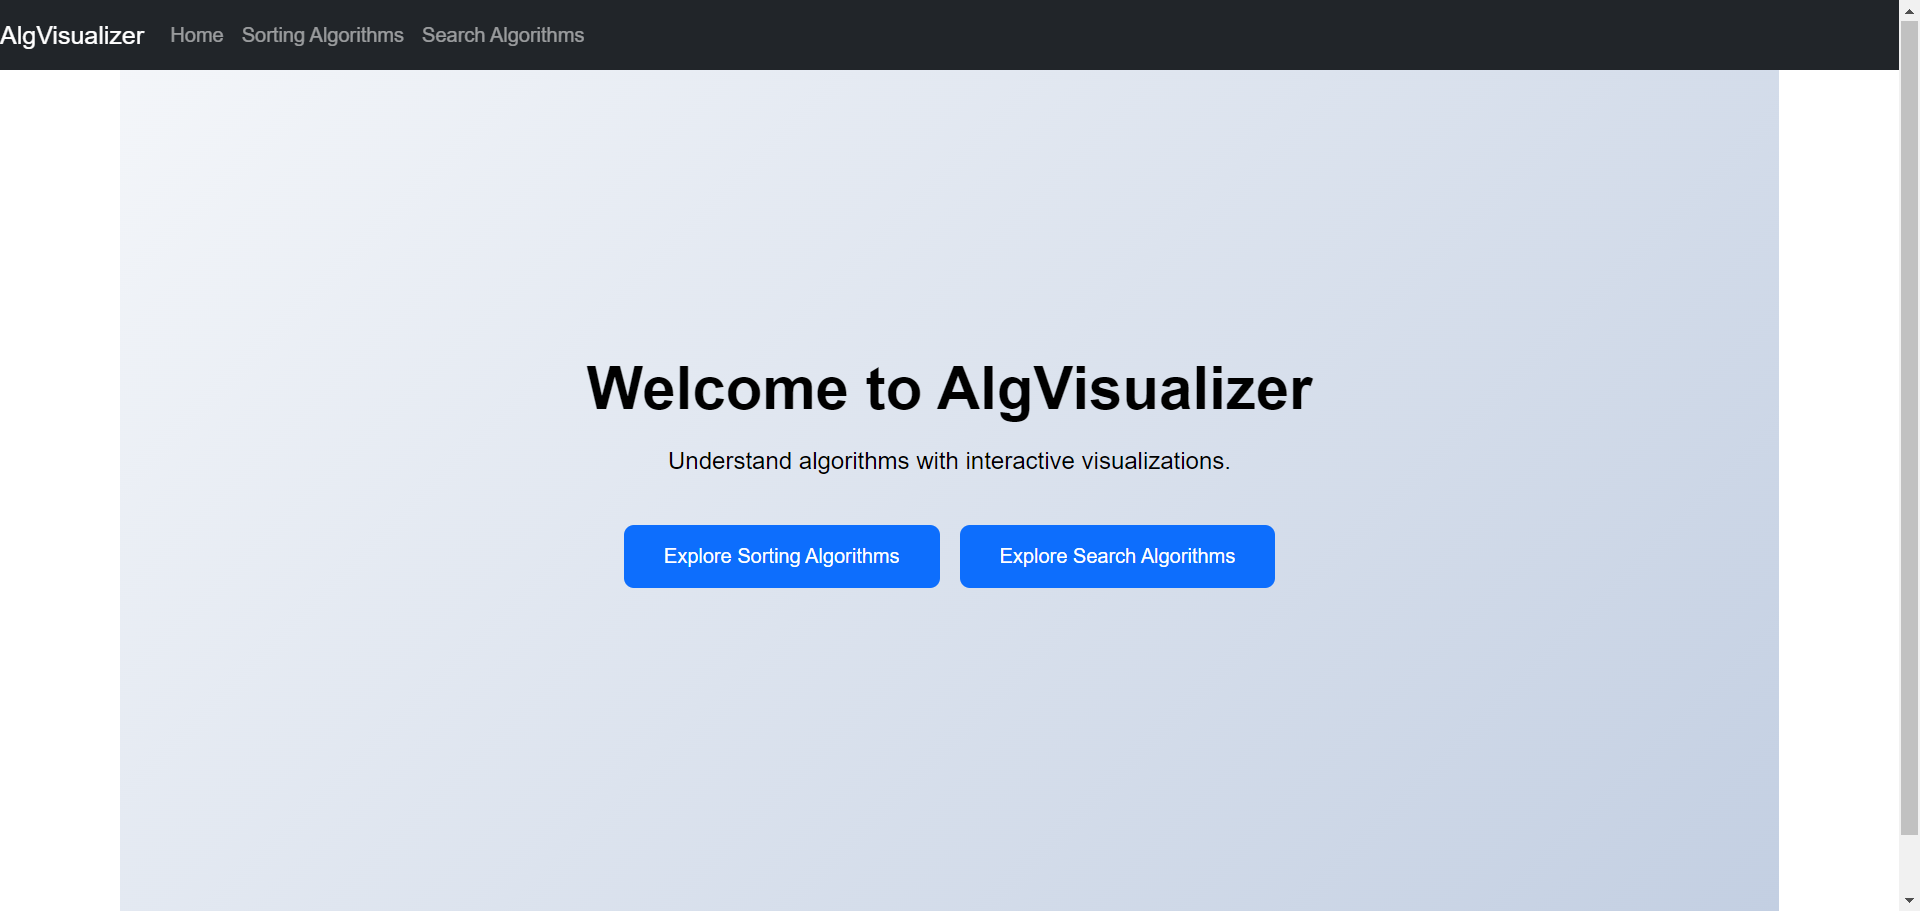 AlgVisualizer Home Sorting Algorithms Search Algorithms
Welcome to AlgVisualizer
Understand algorithms with interactive visualizations.
Explore Sorting Algorithms Explore Search Algorithms